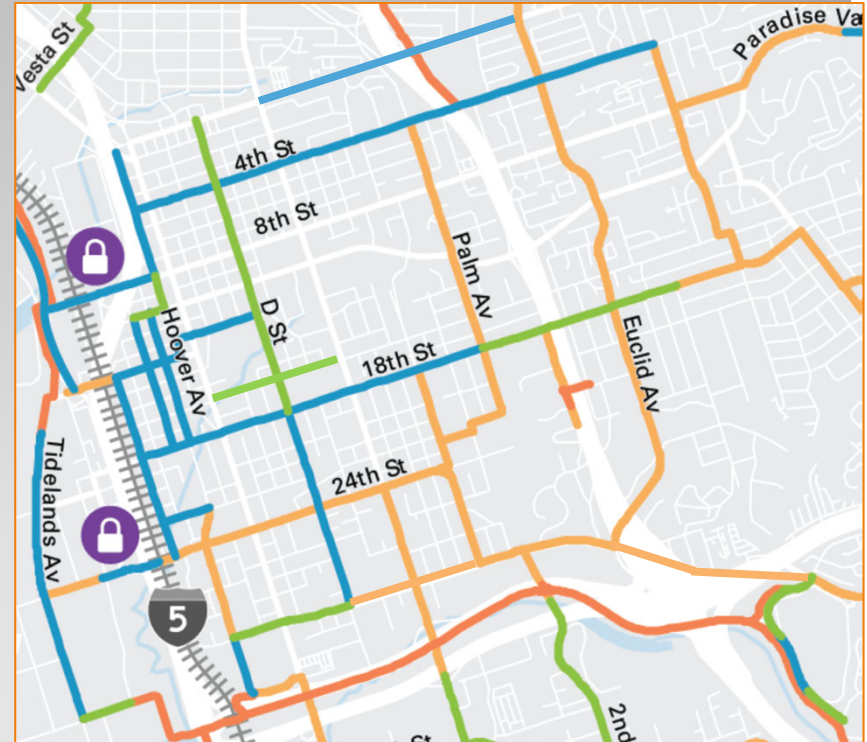 Vesta St
Paradise Va
4th St
8th St
Palm Av
Hoover Av
D St
18th St
Euclid Av
24th St
Tidelands Av
5
2nd
St